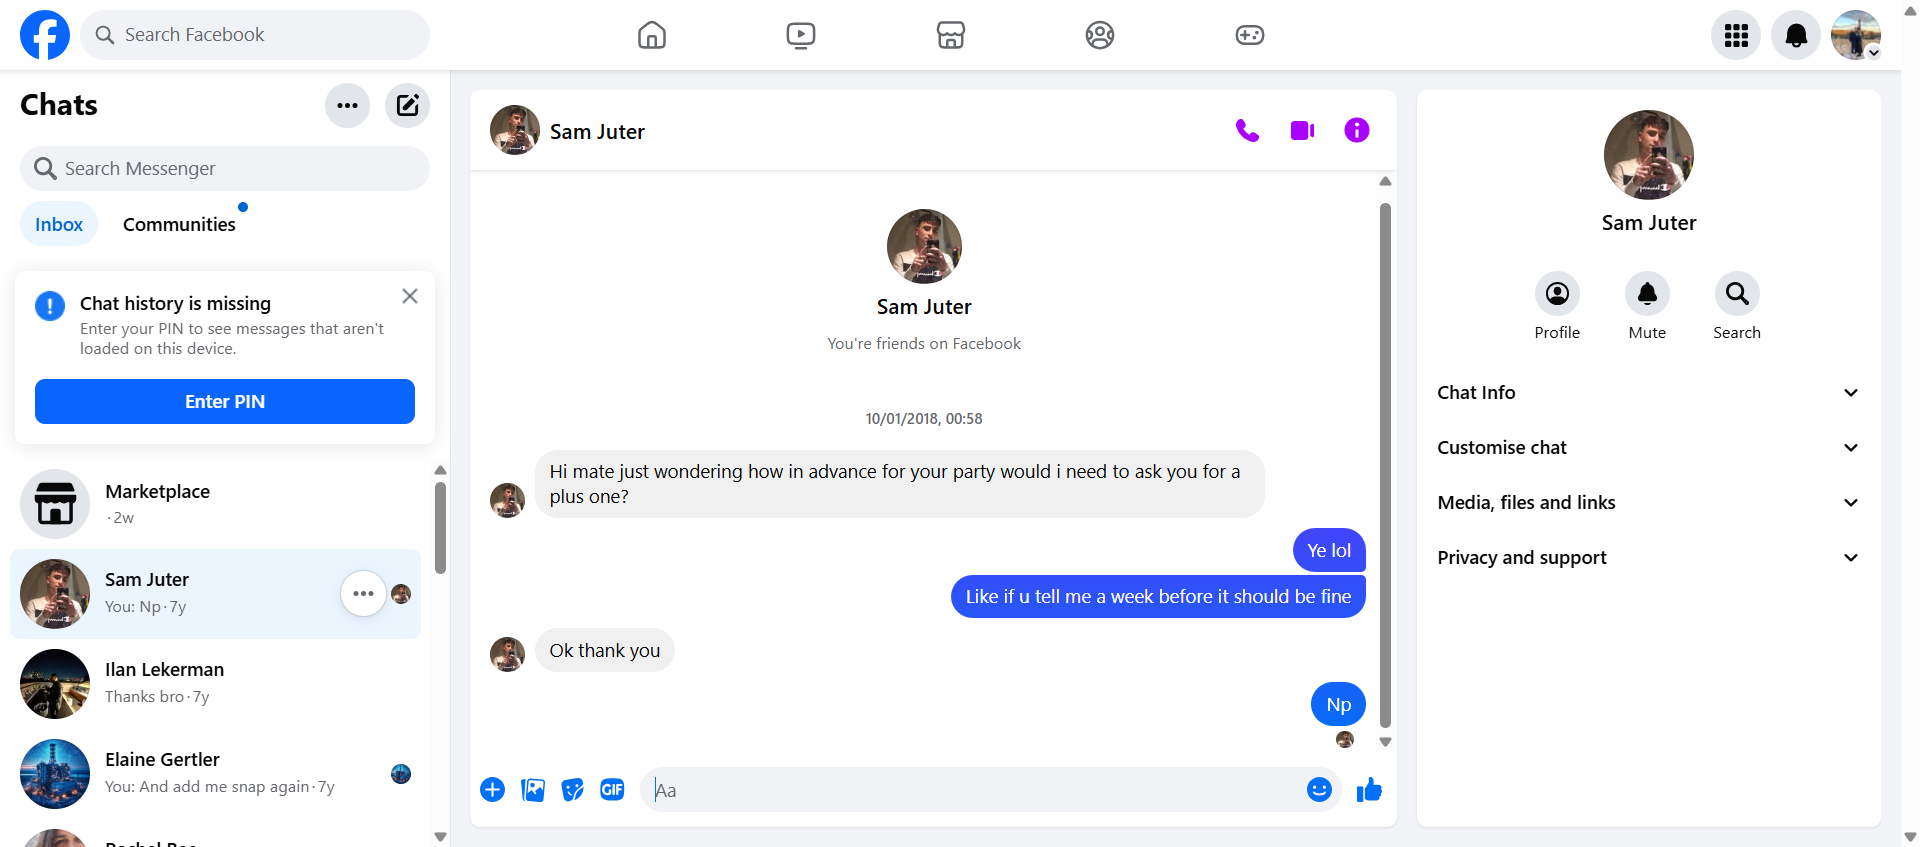 Search Facebook
Chats
Search Messenger
Inbox
Communities
Chat history is missing
Enter your PIN to see messages that aren't
loaded on this device.
Enter PIN
Marketplace
· 2w
Sam Juter
You: Np · 7y
Ilan Lekerman
Thanks bro · 7y
Elaine Gertler
You: And add me snap again · 7y
Sam Juter
Sam Juter
You're friends on Facebook
10/01/2018, 00:58
Hi mate just wondering how in advance for your party would i need to ask you for a
plus one?
Ye lol
Like if u tell me a week before it should be fine
Ok thank you
Np
GIF
Aa
Sam Juter
Profile
Mute
Search
Chat Info
Customise chat
Media, files and links
Privacy and support